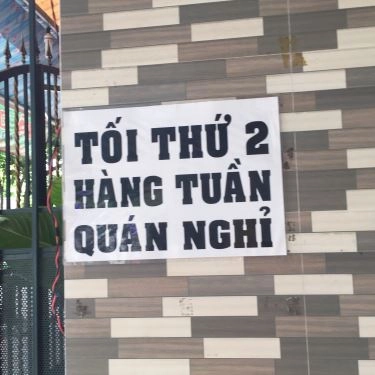 TỐI THỨ 2
HÀNG TUẦN
QUÁN NGHỈ